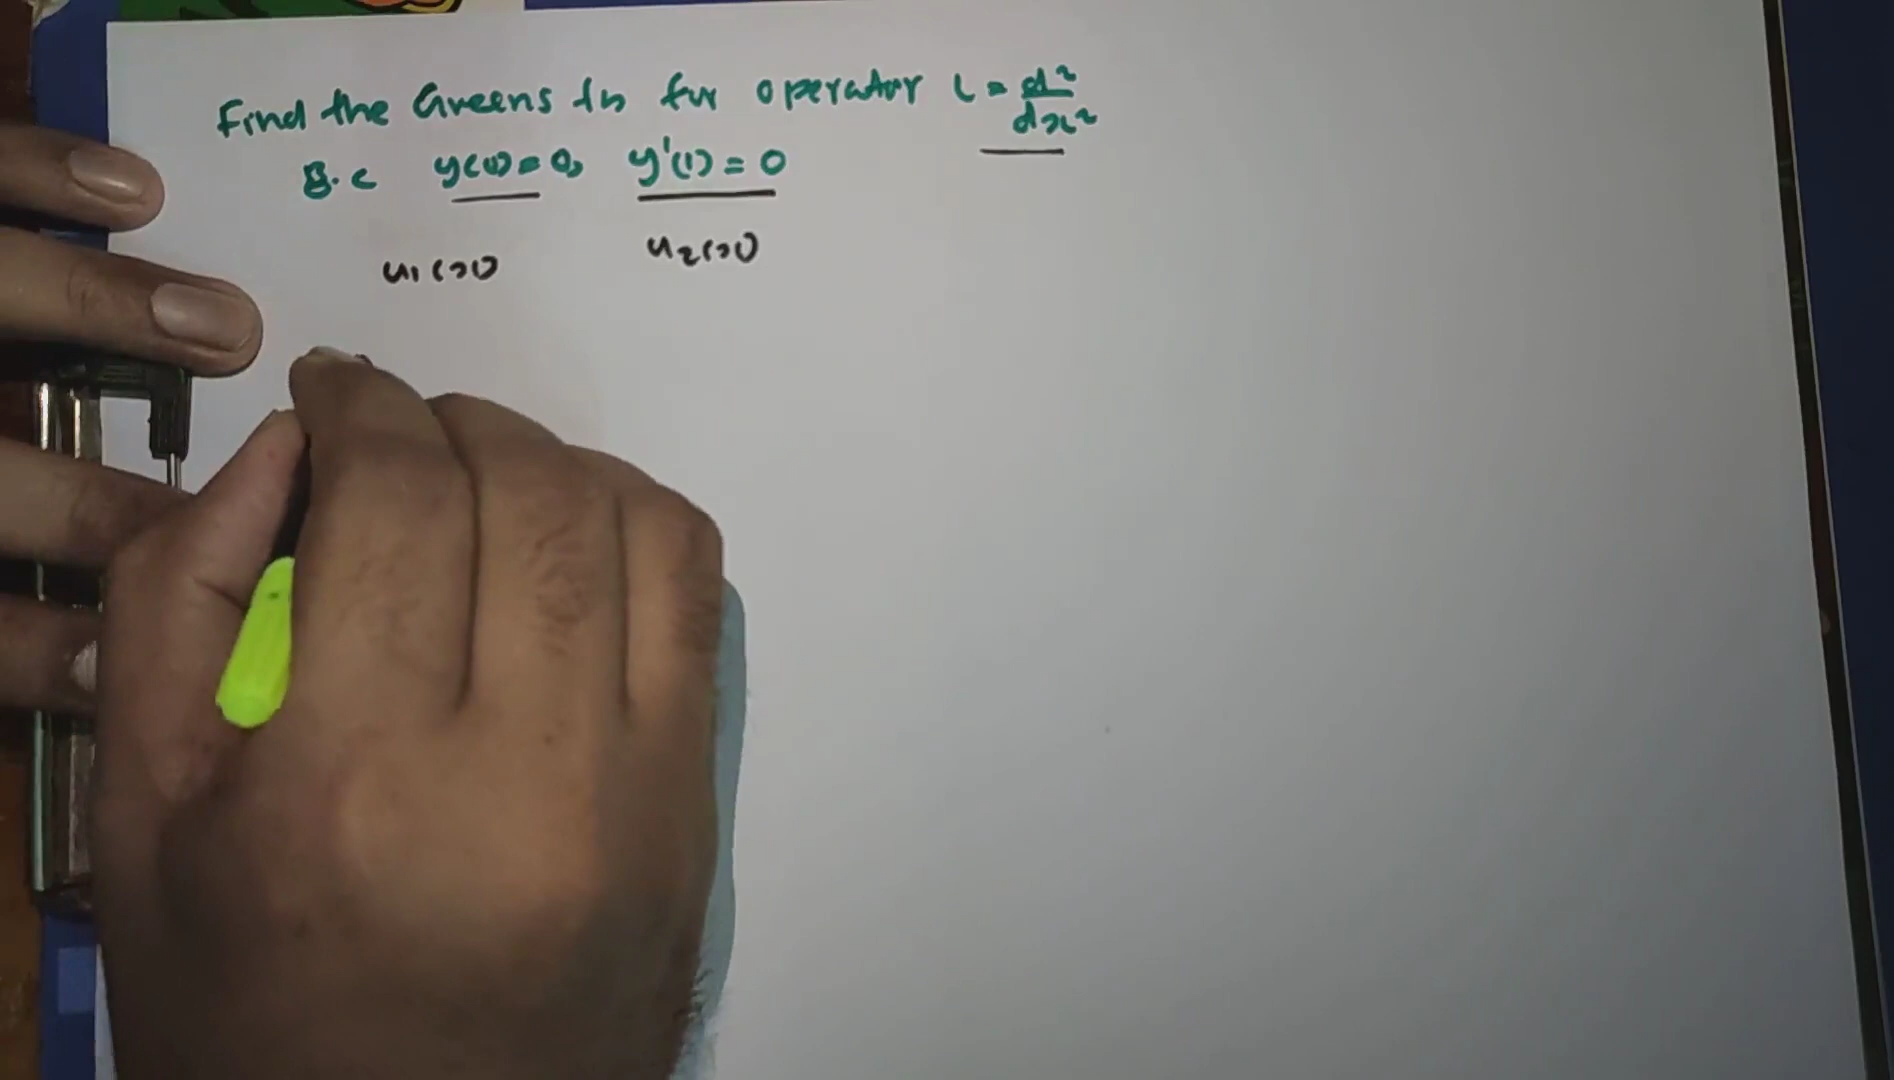 Find the Greens fn for operator L = d²/dx²
B.C y(0) = 0, y'(1) = 0
u₁(x) u₂(x)